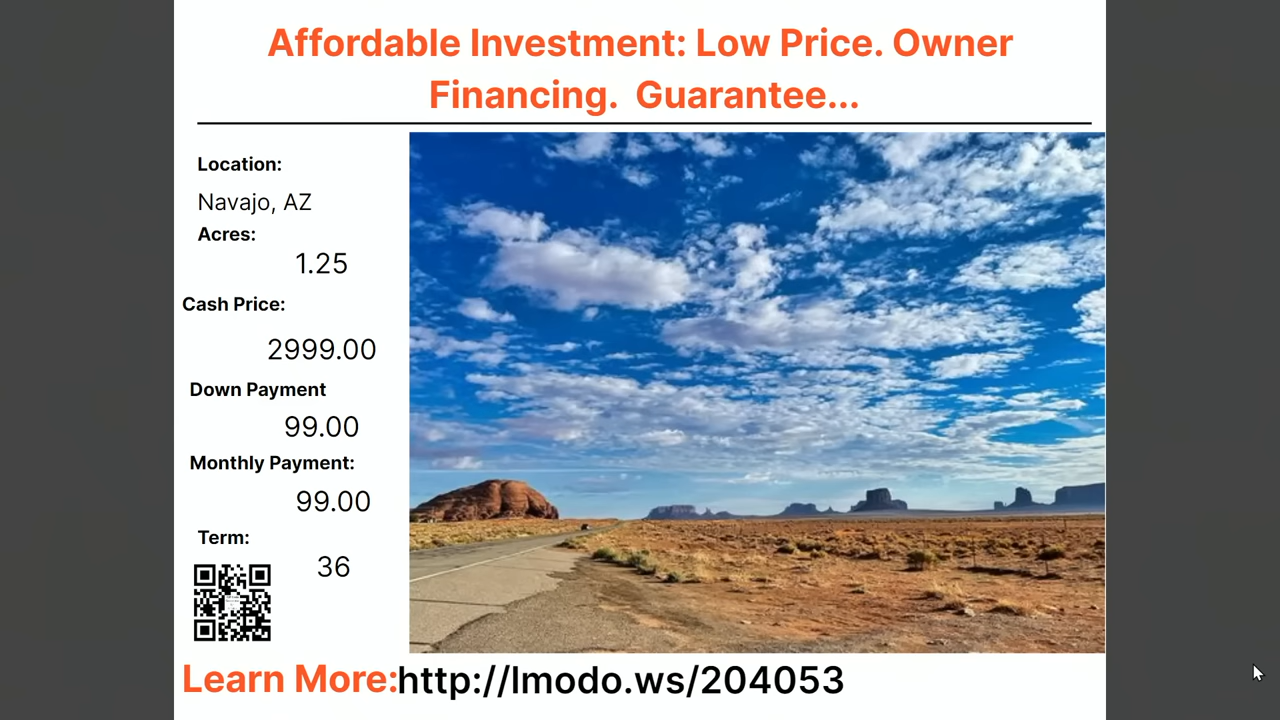 Affordable Investment: Low Price. Owner
Financing.  Guarantee...
Location:
Navajo, AZ
Acres:
1.25
Cash Price:
2999.00
Down Payment
99.00
Monthly Payment:
99.00
Term:
36
Learn More:http://lmodo.ws/204053